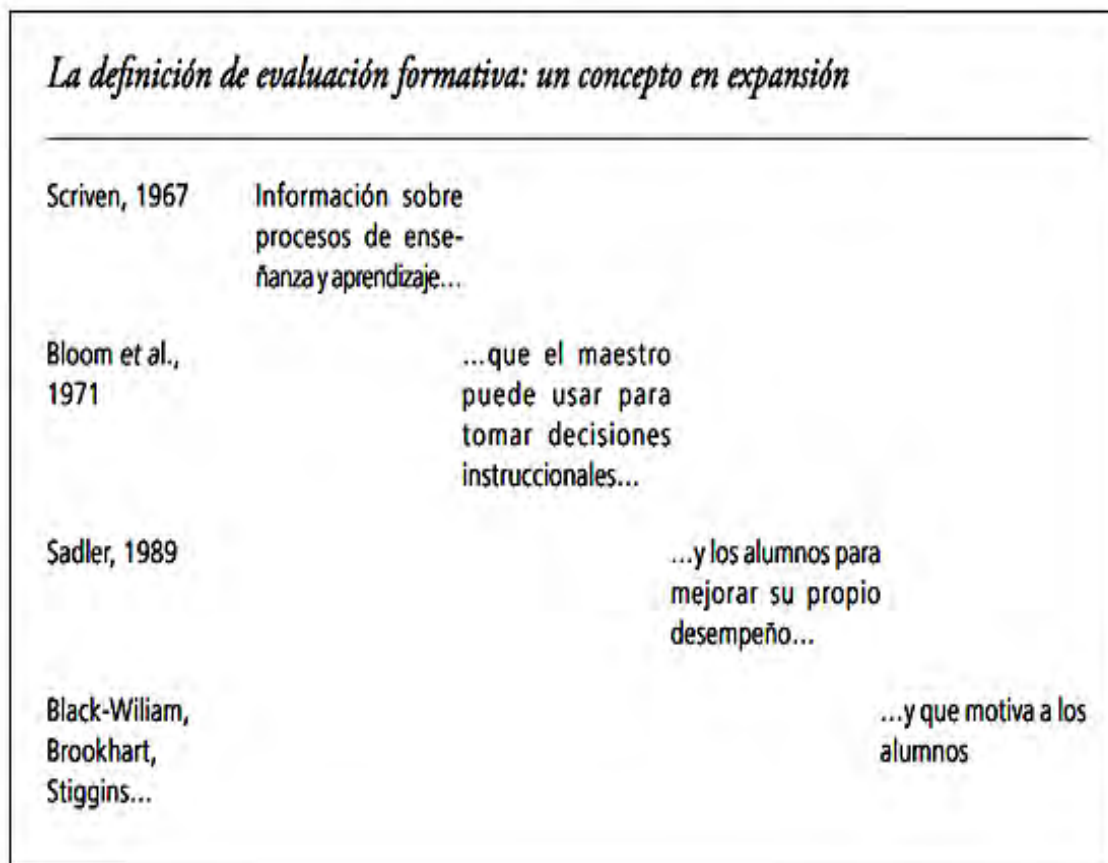 La definición de evaluación formativa: un concepto en expansión
Scriven, 1967
Información sobre
procesos de ense-
ñanza y aprendizaje...
Bloom et al.,
1971
...que el maestro
puede usar para
tomar decisiones
instruccionales...
Sadler, 1989
...y los alumnos para
mejorar su propio
desempeño...
Black-Wiliam,
Brookhart,
Stiggins...
...y que motiva a los
alumnos